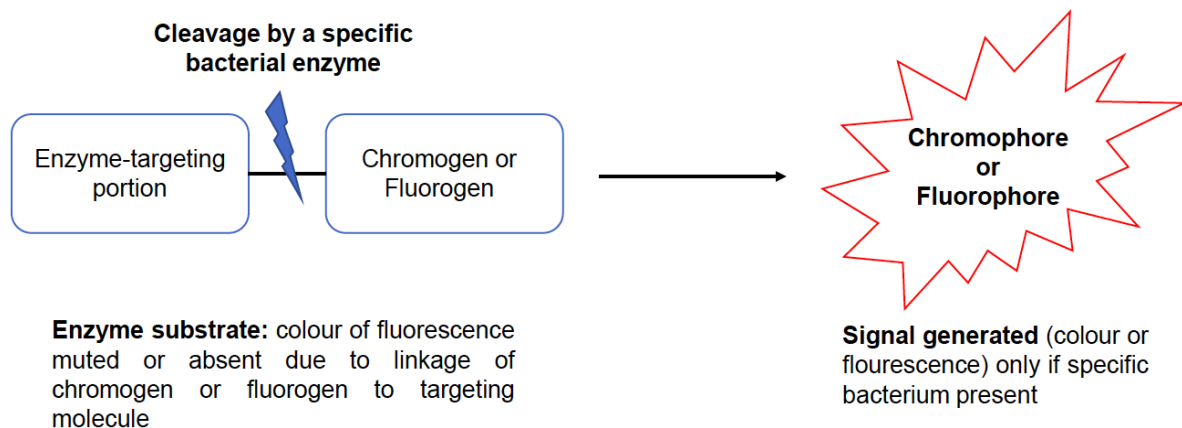 Cleavage by a specific
bacterial enzyme
Enzyme-targeting
portion
Chromogen or
Fluorogen
Chromophore
or
Fluorophore
Enzyme substrate: colour of fluorescence
muted or absent due to linkage of
chromogen or fluorogen to targeting
molecule
Signal generated (colour or
flourescence) only if specific
bacterium present